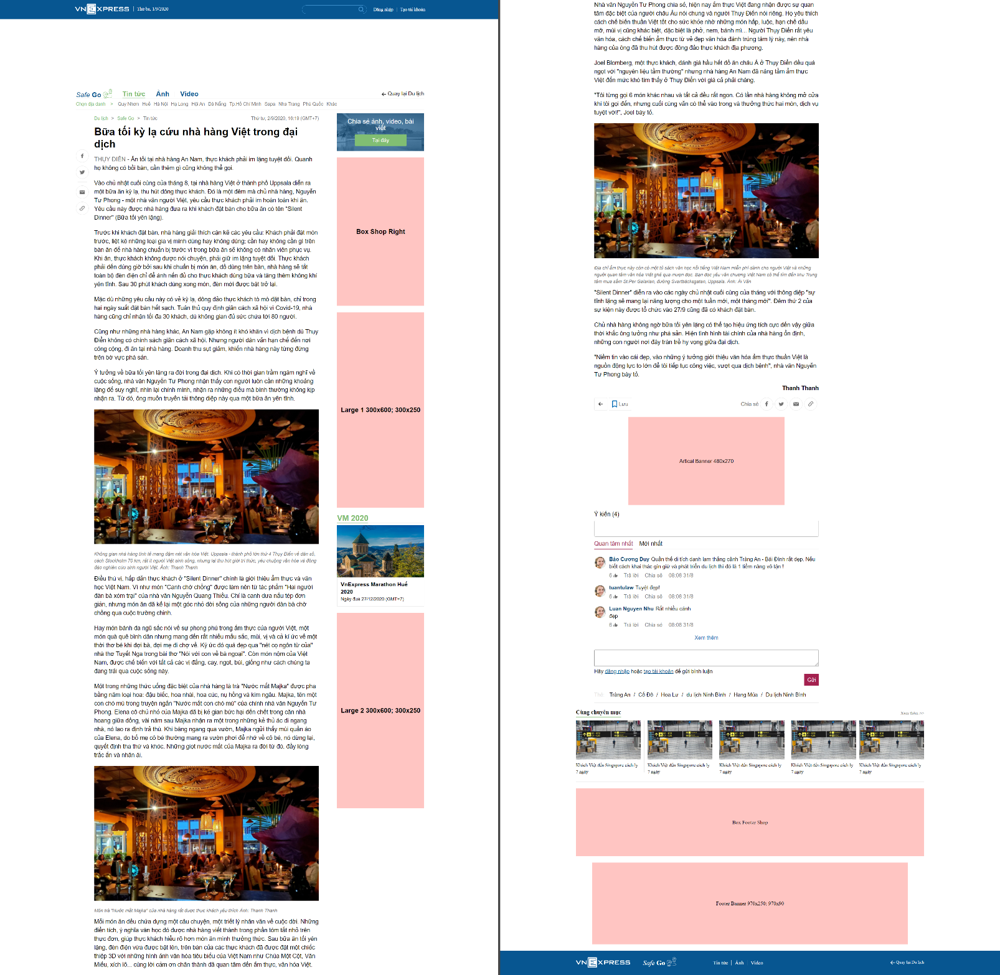 VNEXPRESS
Thứ ba, 1/9/2020
Đăng nhập
Tạo tài khoản
Safe Go
Tin tức
Ảnh
Video
Quay lại Du lịch
Chọn địa danh > Quy Nhơn Huế Hà Nội Hạ Long Hội An Đà Nẵng Tp.Hồ Chí Minh Sapa Nha Trang Phú Quốc Khác
Du lịch > Safe Go > Tin tức
Thứ tư, 2/9/2020, 16:19 (GMT+7)
Bữa tối kỳ lạ cứu nhà hàng Việt trong đại
dịch
THỤY ĐIỂN - Ăn tối tại nhà hàng An Nam, thực khách phải im lặng tuyệt đối. Quanh
họ không có bồi bàn, cần thêm gì cũng không thể gọi.
Vào chủ nhật cuối cùng của tháng 8, tại nhà hàng Việt ở thành phố Uppsala diễn ra
một bữa ăn kỳ lạ, thu hút đông thực khách. Đó là một đêm mà chủ nhà hàng, Nguyễn
Tư Phong - một nhà văn người Việt, yêu cầu thực khách phải im hoàn toàn khi ăn.
Yêu cầu này được nhà hàng đưa ra khi khách đặt bàn cho bữa ăn có tên "Silent
Dinner" (Bữa tối yên lặng).
Trước khi khách đặt bàn, nhà hàng giải thích cặn kẽ các yêu cầu: Khách phải đặt món
trước, liệt kê những loại gia vị mình dùng hay không dùng; cần hay không cần gì trên
bàn ăn để nhà hàng chuẩn bị trước vì trong bữa ăn sẽ không có nhân viên phục vụ.
Khi ăn, thực khách không được nói chuyện, phải giữ im lặng tuyệt đối. Thực khách
phải đến đúng giờ bởi sau khi chuẩn bị món ăn, đồ dùng trên bàn, nhà hàng sẽ tắt
toàn bộ đèn điện chỉ để ánh nến đủ cho thực khách dùng bữa và tăng thêm không khí
yên tĩnh. Sau 30 phút khách dùng xong món, đèn mới được bật trở lại.
Mặc dù những yêu cầu này có vẻ kỳ lạ, đông đảo thực khách tò mò đặt bàn, chỉ trong
hai ngày suất đặt bàn hết sạch. Tuân thủ quy định giãn cách xã hội vì Covid-19, nhà
hàng cũng chỉ nhận tối đa 30 khách, dù không gian đủ sức chứa tới 80 người.
Cũng như những nhà hàng khác, An Nam gặp không ít khó khăn vì dịch bệnh dù Thụy
Điển không có chính sách giãn cách xã hội. Nhưng người dân vẫn hạn chế đến nơi
công cộng, đi ăn tại nhà hàng. Doanh thu sụt giảm, khiến nhà hàng này từng đứng
trên bờ vực phá sản.
Ý tưởng về bữa tối yên lặng ra đời trong đại dịch. Khi có thời gian trầm ngâm nghĩ về
cuộc sống, nhà văn Nguyễn Tư Phong nhận thấy con người luôn cần những khoảng
lặng để suy nghĩ, nhìn lại chính mình, nhận ra những điều mà bình thường không kịp
nhận ra. Từ đó, ông muốn truyền tải thông điệp này qua một bữa ăn yên tĩnh.
Không gian nhà hàng tinh tế mang đậm nét văn hóa Việt. Uppsala - thành phố lớn thứ 4 Thụy Điển về dân số,
cách Stockholm 70 km, rất ít người Việt sinh sống, nhưng lại thu hút giới trí thức, yêu chuộng văn hóa và đông
đảo nghiên cứu sinh người Việt. Ảnh: Thanh Thanh
Điều thú vị, hấp dẫn thực khách ở "Silent Dinner" chính là giới thiệu ẩm thực và văn
học Việt Nam. Ví như món "Canh chờ chồng" được làm nên từ tác phẩm "Hai người
đàn bà xóm trại" của nhà văn Nguyễn Quang Thiều. Chỉ là canh dưa nấu tép đơn
giản, nhưng món ăn đã kể lại một góc nhỏ đời sống của những người đàn bà chờ
chồng qua cuộc trường chinh.
Hay món bánh đa ngũ sắc nói về sự phong phú trong ẩm thực của người Việt, một
món quà quê bình dân nhưng mang đến rất nhiều mầu sắc, mùi, vị và cả kí ức về một
thời thơ bé khi đợi bà, đợi mẹ đi chợ về. Ký ức đó quá đẹp qua "nét cọ ngôn từ của"
nhà thơ Tuyết Nga trong bài thơ "Nói với con về bà ngoại". Còn món nộm của Việt
Nam, được chế biến với tất cả các vị đắng, cay, ngọt, bùi, giống như cách chúng ta
đang trải qua cuộc sống này.
Một trong những thức uống đặc biệt của nhà hàng là trà "Nước mắt Majka" được pha
bằng năm loại hoa: đậu biếc, hoa nhài, hoa cúc, nụ hồng và kim ngâu. Majka, tên một
con chó mù trong truyện ngắn "Nước mắt con chó mù" của chính nhà văn Nguyễn Tư
Phong. Elena cô chủ nhỏ của Majka đã bị kẻ gian bức hại đến chết trong căn nhà
hoang giữa đồng, vài năm sau Majka nhận ra một trong những kẻ thủ ác đi ngang
nhà, nó lao ra định trả thù. Khi băng ngang qua vườn, Majka ngửi thấy mùi quần áo
của Elena, do bố mẹ cô bé thường mang ra vườn phơi để nhớ về cô bé, nó dừng lại,
quyết định tha thứ và khóc. Những giọt nước mắt của Majka ra đời từ đó, đầy lòng
trắc ẩn và nhân ái.
Món trà "Nước mắt Majka" của nhà hàng rất được thực khách yêu thích Ảnh: Thanh Thanh
Mỗi món ăn đều chứa đựng một câu chuyện, một triết lý nhân văn về cuộc đời. Những
điển tích, ý nghĩa văn học đó được nhà hàng viết thành trong phần tóm tắt nhỏ trên
thực đơn, giúp thực khách hiểu rõ hơn món ăn mình thưởng thức. Sau bữa ăn tối yên
lặng, đèn điện vừa được bật lên, trên bàn của các thực khách đã được đặt một chiếc
thiệp 3D với những hình ảnh văn hóa tiêu biểu của Việt Nam như Chùa Một Cột, Văn
Miếu, xích lô... cùng lời cảm ơn chân thành đã quan tâm đến ẩm thực, văn hóa Việt.
Chia sẻ ảnh, video, bài
viết
Tại đây
Box Shop Right
Large 1 300x600; 300x250
VM 2020
VnExpress Marathon Huế
2020
Ngày đua 27/12/2020 (GMT+7)
Large 2 300x600; 300x250
Nhà văn Nguyễn Tư Phong chia sẻ, hiện nay ẩm thực Việt đang nhận được sự quan
tâm đặc biệt của người châu Âu nói chung và người Thụy Điển nói riêng. Họ yêu thích
cách chế biến thuần Việt tốt cho sức khỏe nhờ những món hấp, luộc, hạn chế dầu
mỡ, mùi vị cũng khác biệt, đặc biệt là phở, nem, bánh mì... Người Thụy Điển rất yêu
văn hóa, cách chế biến ẩm thực từ vẻ đẹp văn hóa đánh trúng tâm lý này, nên nhà
hàng của ông đã thu hút được đông đảo thực khách địa phương.
Joel Blomberg, một thực khách, đánh giá hầu hết đồ ăn châu Á ở Thụy Điển đều quá
ngọt với "nguyên liệu tầm thường" nhưng nhà hàng An Nam đã nâng tầm ẩm thực
Việt đến mức khó tìm thấy ở Thụy Điển với giá cả phải chăng.
"Tôi từng gọi 6 món khác nhau và tất cả đều rất ngon. Có lần nhà hàng không mở cửa
khi tôi gọi đến, nhưng cuối cùng vẫn có thể vào trong và thưởng thức hai món, dịch vụ
tuyệt vời!", Joel bày tỏ.
Địa chỉ ẩm thực này còn có một tủ sách văn học nổi tiếng Việt Nam miễn phí dành cho người Việt và những
người quan tâm văn hóa Việt ghé qua mượn đọc. Bạn đọc yêu văn chương Việt Nam có thể tìm đến khu Trung
tâm mua sắm St.Per Galarian, đường Svartbäcksgatan, Uppsala. Ảnh: Ái Vân
"Silent Dinner" diễn ra vào các ngày chủ nhật cuối cùng của tháng với thông điệp "sự
tĩnh lặng sẽ mang lại năng lượng cho một tuần mới, một tháng mới". Đêm thứ 2 của
sự kiện này được tổ chức vào 27/9 cũng đã có khách đặt bàn.
Chủ nhà hàng không ngờ bữa tối yên lặng có thể tạo hiệu ứng tích cực đến vậy giữa
thời khắc ông tưởng như phá sản. Hiện tình hình tài chính của nhà hàng ổn định,
những con người nơi đây tràn trề hy vọng giữa đại dịch.
"Niềm tin vào cái đẹp, vào những ý tưởng giới thiệu văn hóa ẩm thực thuần Việt là
nguồn động lực to lớn để tôi tiếp tục công việc, vượt qua dịch bệnh", nhà văn Nguyễn
Tư Phong bày tỏ.
Thanh Thanh
Lưu
Chia sẻ
Artical Banner 480x270
Ý kiến (4)
Quan tâm nhất
Mới nhất
Bảo Cương Duy Quần thể di tích danh lam thắng cảnh Tràng An - Bái Đính rất đẹp. Nếu
biết cách khai thác gìn giữ và phát triển du lịch thì đó là 1 tiềm năng vô tận !
6 Trả lời Chia sẻ 08:08 31/8
tuantulaw Tuyệt đẹp!
6 Trả lời Chia sẻ 08:08 31/8
Luan Nguyen Nhu Rất nhiều cảnh
đẹp
6 Trả lời Chia sẻ 08:08 31/8
Xem thêm
Hãy đăng nhập hoặc tạo tài khoản để gửi bình luận
Gửi
Thẻ: Tràng An / Cố Đô / Hoa Lư / du lịch Ninh Bình / Hang Múa / Du lịch Ninh Bình
Cùng chuyên mục
Xem thêm >>
Khách Việt đến Singapore cách ly
7 ngày
Khách Việt đến Singapore cách ly
7 ngày
Khách Việt đến Singapore cách ly
7 ngày
Khách Việt đến Singapore cách ly
7 ngày
Khách Việt đến Singapore cách ly
7 ngày
Box Footer Shop
Footer Banner 970x250; 970x90
VNEXPRESS
Safe Go
Tin tức
Ảnh
Video
Quay lại Du lịch